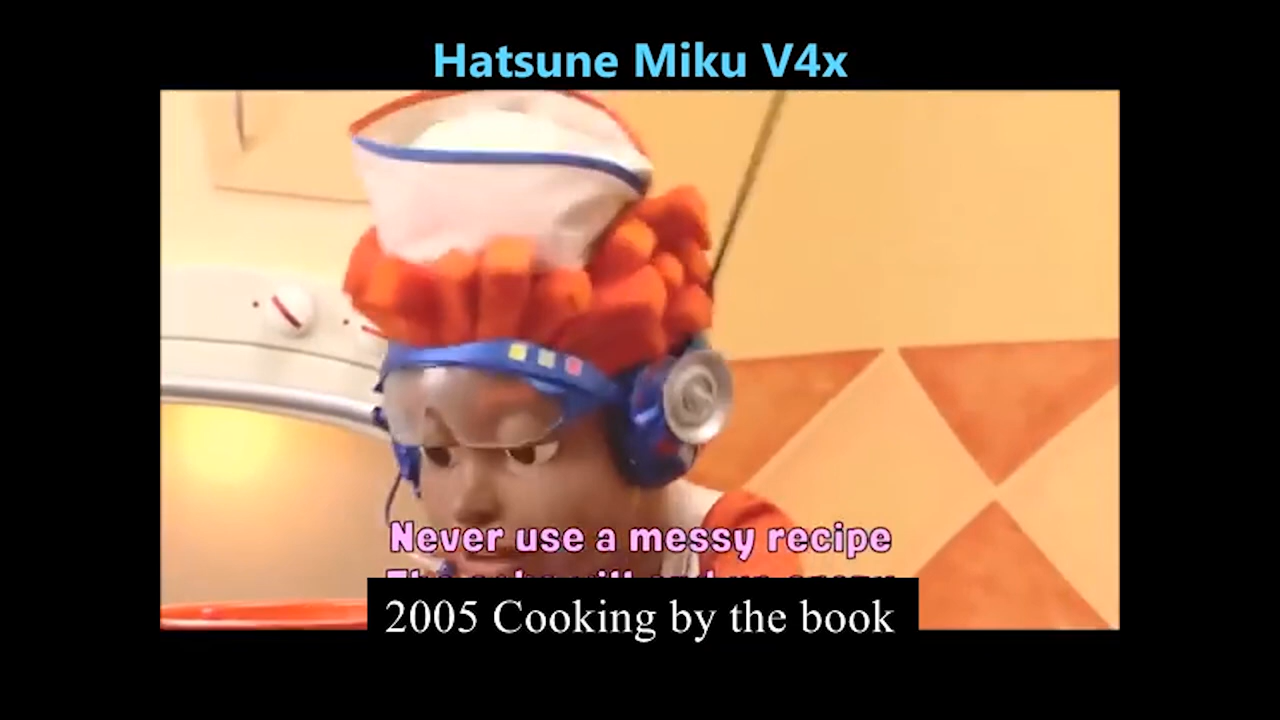 Hatsune Miku V4x
Never use a messy recipe
2005 Cooking by the book